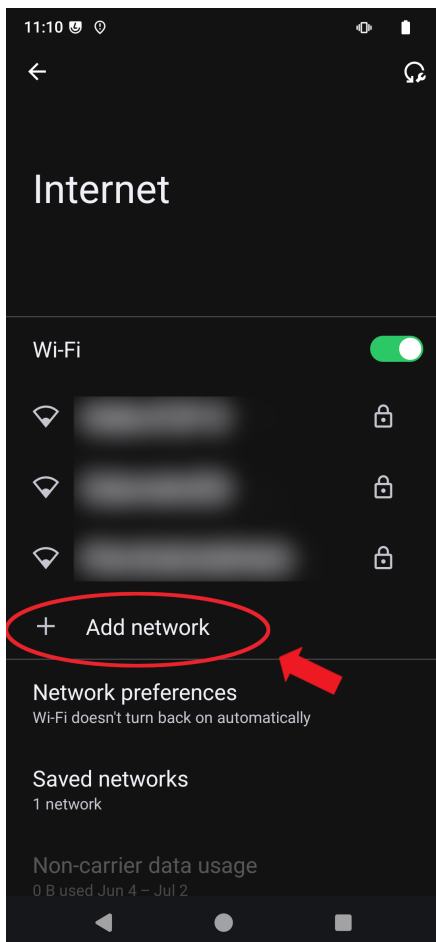 11:10
Internet
Wi-Fi
Add network
Network preferences
Wi-Fi doesn't turn back on automatically
Saved networks
1 network
Non-carrier data usage
0 B used Jun 4 – Jul 2